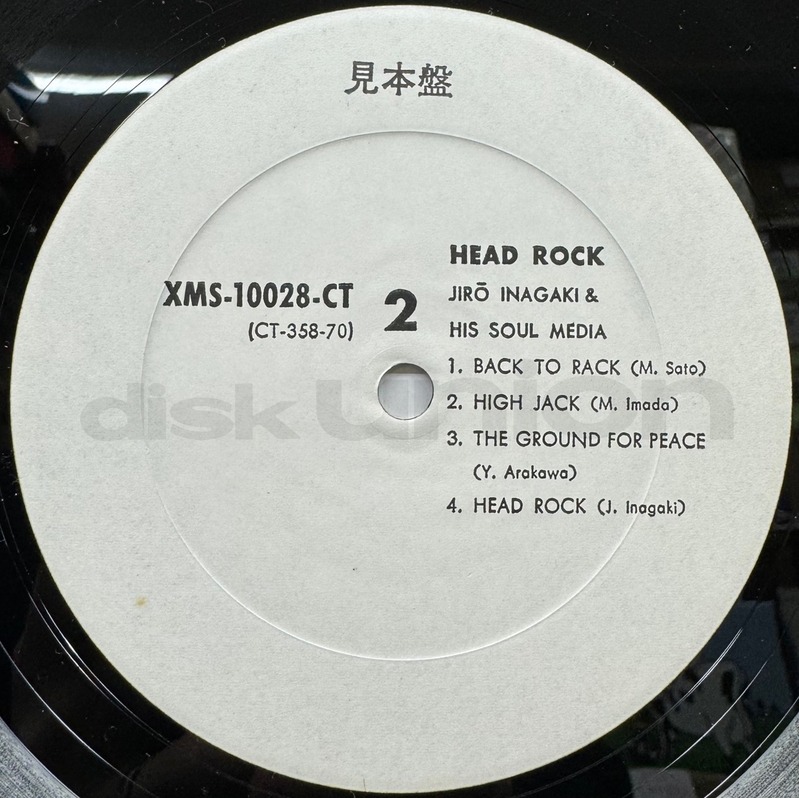 見本盤
XMS-10028-CT
(CT-358-70)
2
HEAD ROCK
JIRŌ INAGAKI &
HIS SOUL MEDIA
1. BACK TO RACK (M. Sato)
2. HIGH JACK (M. Imada)
3. THE GROUND FOR PEACE
(Y. Arakawa)
4. HEAD ROCK (J. Inagaki)
disk union